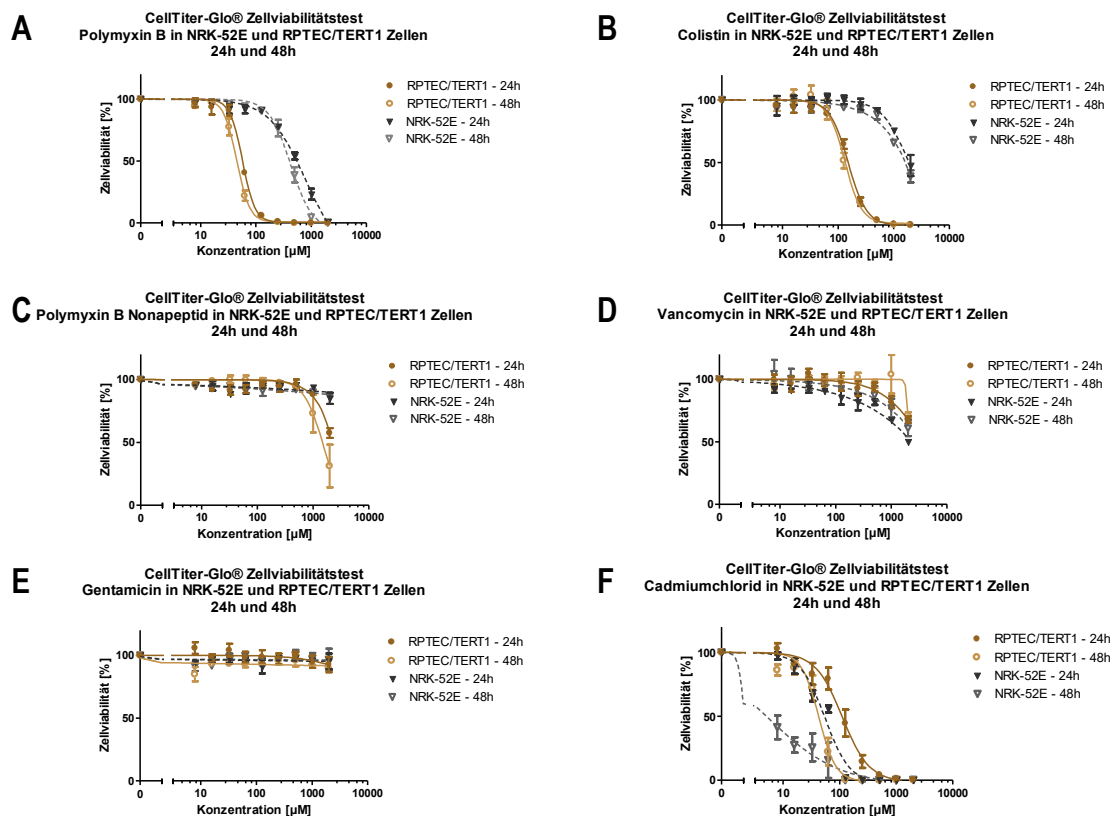 A
CellTiter-Glo® Zellviabilitätstest
Polymyxin B in NRK-52E und RPTEC/TERT1 Zellen
24h und 48h
Zellviabilität [%]
100
50
0
0
10
100
1000
10000
Konzentration [µM]
RPTEC/TERT1 - 24h
RPTEC/TERT1 - 48h
NRK-52E - 24h
NRK-52E - 48h
B
CellTiter-Glo® Zellviabilitätstest
Colistin in NRK-52E und RPTEC/TERT1 Zellen
24h und 48h
Zellviabilität [%]
100
50
0
0
10
100
1000
10000
Konzentration [µM]
RPTEC/TERT1 - 24h
RPTEC/TERT1 - 48h
NRK-52E - 24h
NRK-52E - 48h
C
CellTiter-Glo® Zellviabilitätstest
Polymyxin B Nonapeptid in NRK-52E und RPTEC/TERT1 Zellen
24h und 48h
Zellviabilität [%]
100
50
0
0
10
100
1000
10000
Konzentration [µM]
RPTEC/TERT1 - 24h
RPTEC/TERT1 - 48h
NRK-52E - 24h
NRK-52E - 48h
D
CellTiter-Glo® Zellviabilitätstest
Vancomycin in NRK-52E und RPTEC/TERT1 Zellen
24h und 48h
Zellviabilität [%]
100
50
0
0
10
100
1000
10000
Konzentration [µM]
RPTEC/TERT1 - 24h
RPTEC/TERT1 - 48h
NRK-52E - 24h
NRK-52E - 48h
E
CellTiter-Glo® Zellviabilitätstest
Gentamicin in NRK-52E und RPTEC/TERT1 Zellen
24h und 48h
Zellviabilität [%]
100
50
0
0
10
100
1000
10000
Konzentration [µM]
RPTEC/TERT1 - 24h
RPTEC/TERT1 - 48h
NRK-52E - 24h
NRK-52E - 48h
F
CellTiter-Glo® Zellviabilitätstest
Cadmiumchlorid in NRK-52E und RPTEC/TERT1 Zellen
24h und 48h
Zellviabilität [%]
100
50
0
0
10
100
1000
10000
Konzentration [µM]
RPTEC/TERT1 - 24h
RPTEC/TERT1 - 48h
NRK-52E - 24h
NRK-52E - 48h